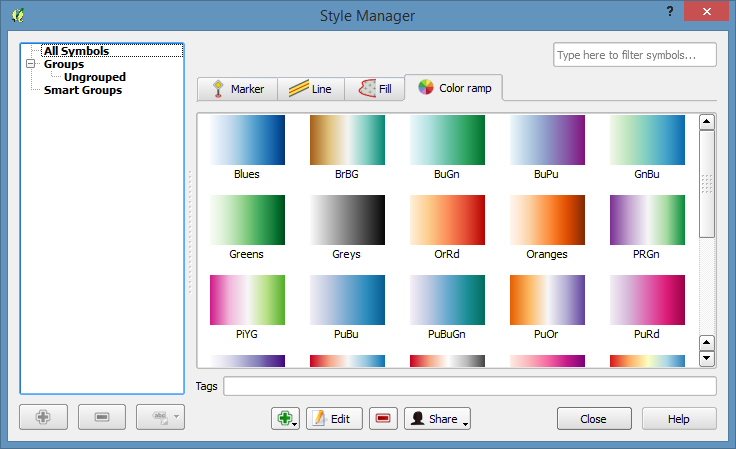 Style Manager
?
All Symbols
Groups
Ungrouped
Smart Groups
Type here to filter symbols...
Marker Line Fill Color ramp
Blues BrBG BuGn BuPu GnBu
Greens Greys OrRd Oranges PRGn
PiYG PuBu PuBuGn PuOr PuRd
Tags
Edit Share Close Help